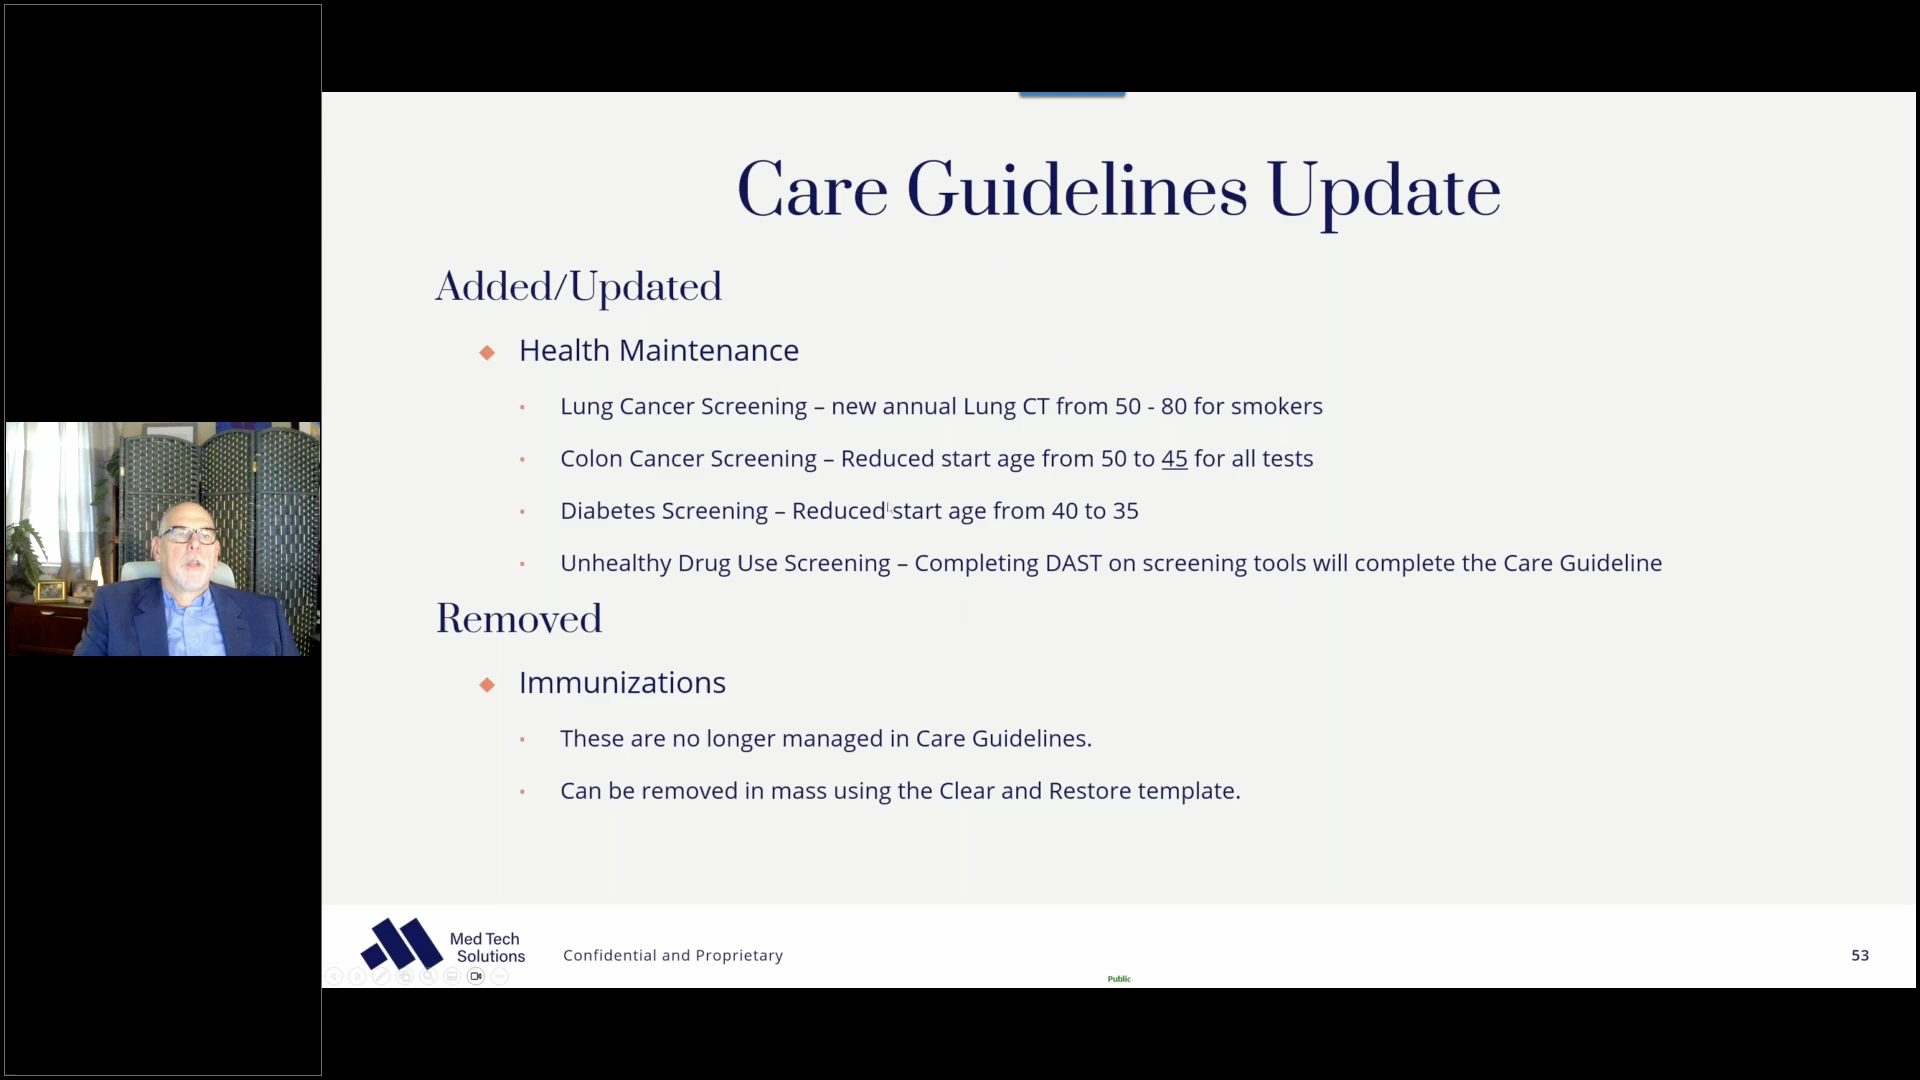 Care Guidelines Update
Added/Updated
Health Maintenance
Lung Cancer Screening – new annual Lung CT from 50 - 80 for smokers
Colon Cancer Screening – Reduced start age from 50 to 45 for all tests
Diabetes Screening – Reduced start age from 40 to 35
Unhealthy Drug Use Screening – Completing DAST on screening tools will complete the Care Guideline
Removed
Immunizations
These are no longer managed in Care Guidelines.
Can be removed in mass using the Clear and Restore template.
Med Tech
Solutions
Confidential and Proprietary
53
Public